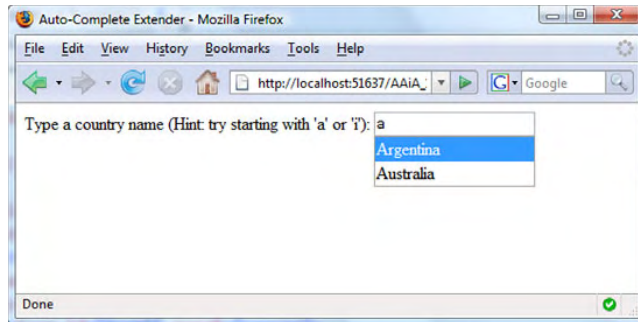 Auto-Complete Extender - Mozilla Firefox
File Edit View History Bookmarks Tools Help
http://localhost:51637/AAiA_ G Google
Type a country name (Hint: try starting with 'a' or 'i'): a
Argentina
Australia
Done